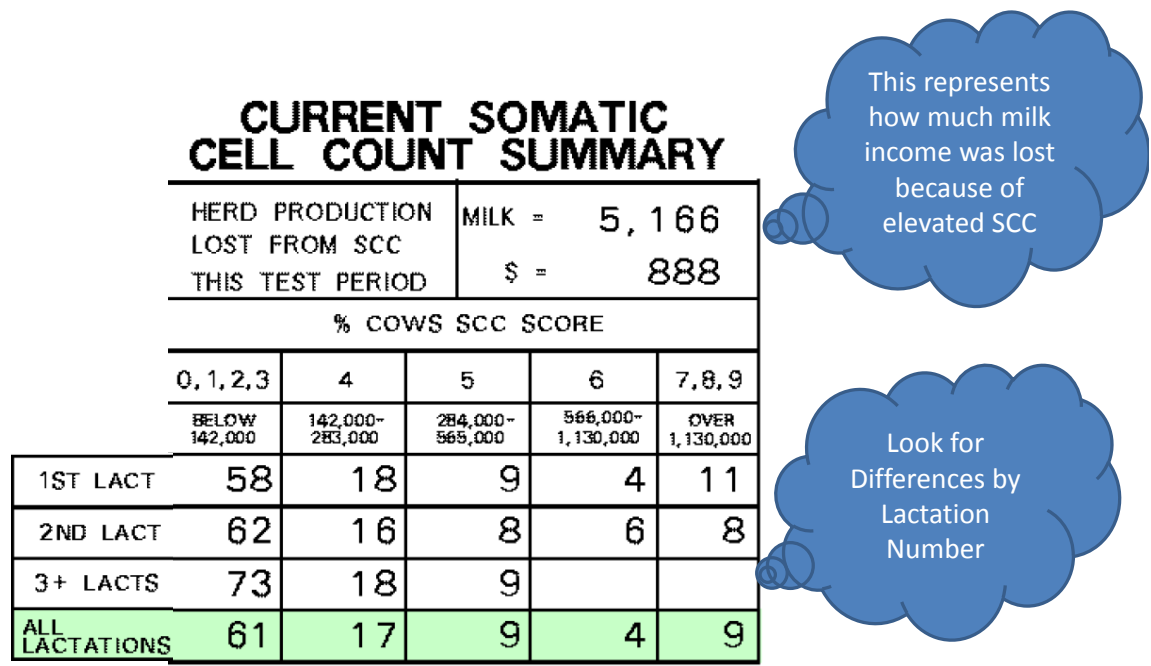 CURRENT SOMATIC
CELL COUNT SUMMARY
HERD PRODUCTION
LOST FROM SCC
THIS TEST PERIOD
MILK = 5,166
$ = 888
% COWS SCC SCORE
0,1,2,3 4 5 6 7,8,9
BELOW 142,000 142,000-283,000 284,000-565,000 566,000-1,130,000 OVER 1,130,000
1ST LACT 58 18 9 4 11
2ND LACT 62 16 8 6 8
3+ LACTS 73 18 9
ALL LACTATIONS 61 17 9 4 9
This represents
how much milk
income was lost
because of
elevated SCC
Look for
Differences by
Lactation
Number